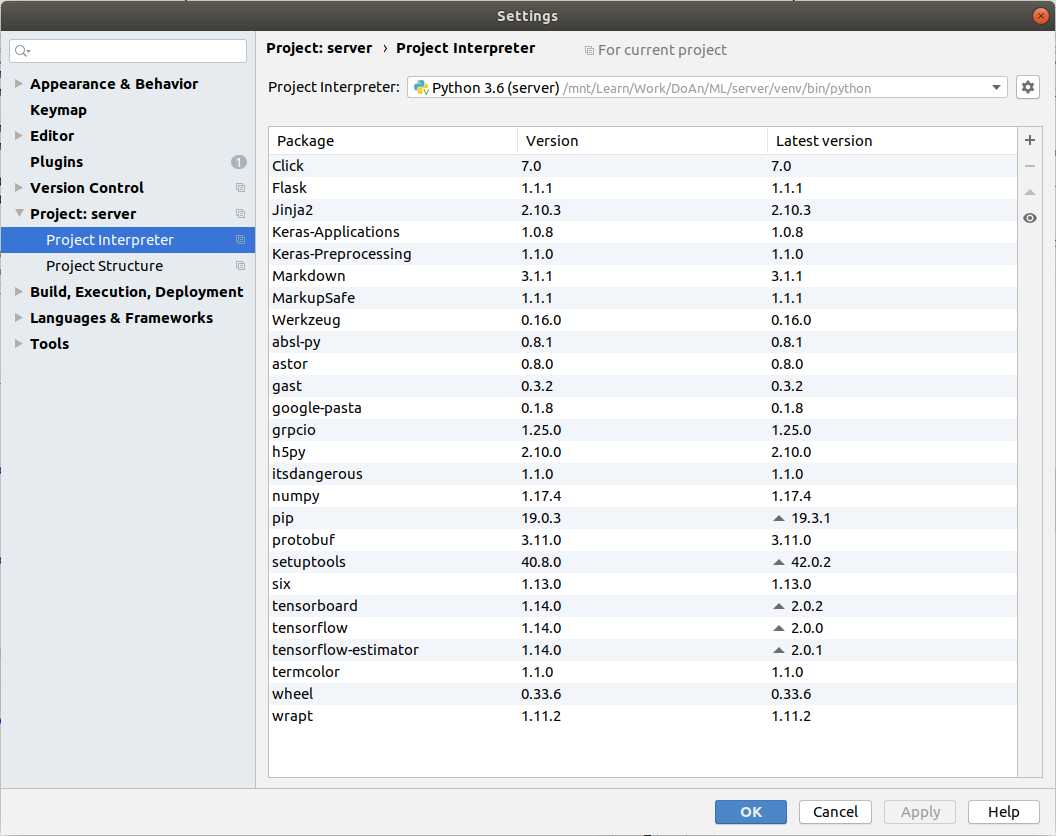 Settings
Project: server › Project Interpreter For current project
Appearance & Behavior
Keymap
Editor
Plugins 1
Version Control
Project: server
Project Interpreter
Project Structure
Build, Execution, Deployment
Languages & Frameworks
Tools
Project Interpreter: Python 3.6 (server) /mnt/Learn/Work/DoAn/ML/server/venv/bin/python
Package Version Latest version
Click 7.0 7.0
Flask 1.1.1 1.1.1
Jinja2 2.10.3 2.10.3
Keras-Applications 1.0.8 1.0.8
Keras-Preprocessing 1.1.0 1.1.0
Markdown 3.1.1 3.1.1
MarkupSafe 1.1.1 1.1.1
Werkzeug 0.16.0 0.16.0
absl-py 0.8.1 0.8.1
astor 0.8.0 0.8.0
gast 0.3.2 0.3.2
google-pasta 0.1.8 0.1.8
grpcio 1.25.0 1.25.0
h5py 2.10.0 2.10.0
itsdangerous 1.1.0 1.1.0
numpy 1.17.4 1.17.4
pip 19.0.3 19.3.1
protobuf 3.11.0 3.11.0
setuptools 40.8.0 42.0.2
six 1.13.0 1.13.0
tensorboard 1.14.0 2.0.2
tensorflow 1.14.0 2.0.0
tensorflow-estimator 1.14.0 2.0.1
termcolor 1.1.0 1.1.0
wheel 0.33.6 0.33.6
wrapt 1.11.2 1.11.2
OK Cancel Apply Help